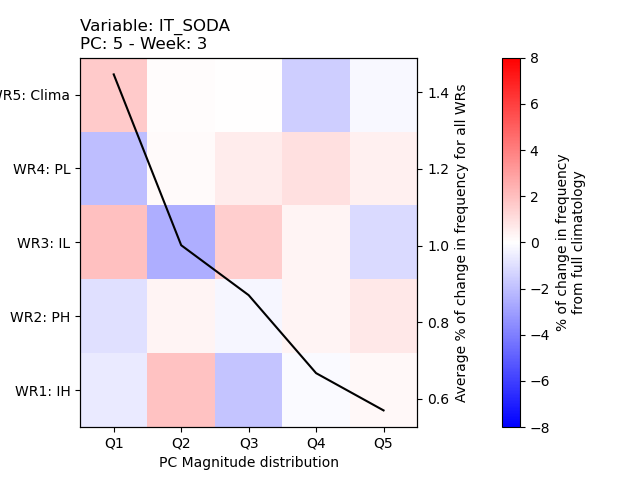 Variable: IT_SODA
PC: 5 - Week: 3
WR5: Clima
WR4: PL
WR3: IL
WR2: PH
WR1: IH
Q1 Q2 Q3 Q4 Q5
PC Magnitude distribution
1.4
1.2
1.0
0.8
0.6
Average % of change in frequency for all WRs
8
6
4
2
0
−2
−4
−6
−8
% of change in frequency
from full climatology